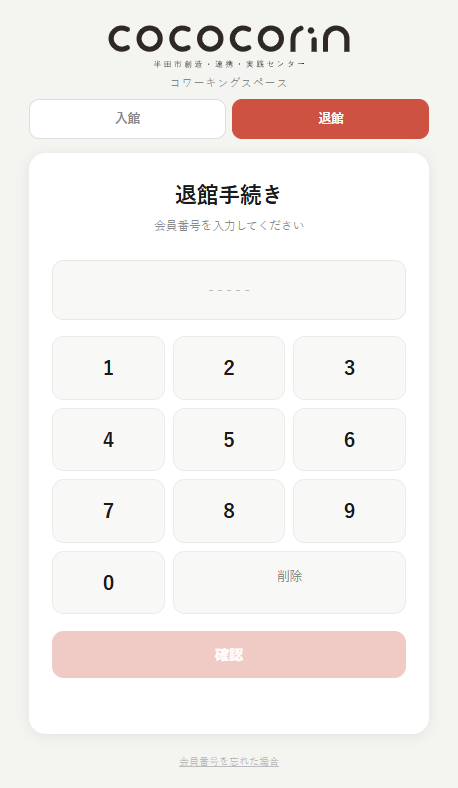 cococorin
半田市創造・連携・実践センター
コワーキングスペース
入館 退館
退館手続き
会員番号を入力してください
-----
1 2 3
4 5 6
7 8 9
0 削除
確認
会員番号を忘れた場合